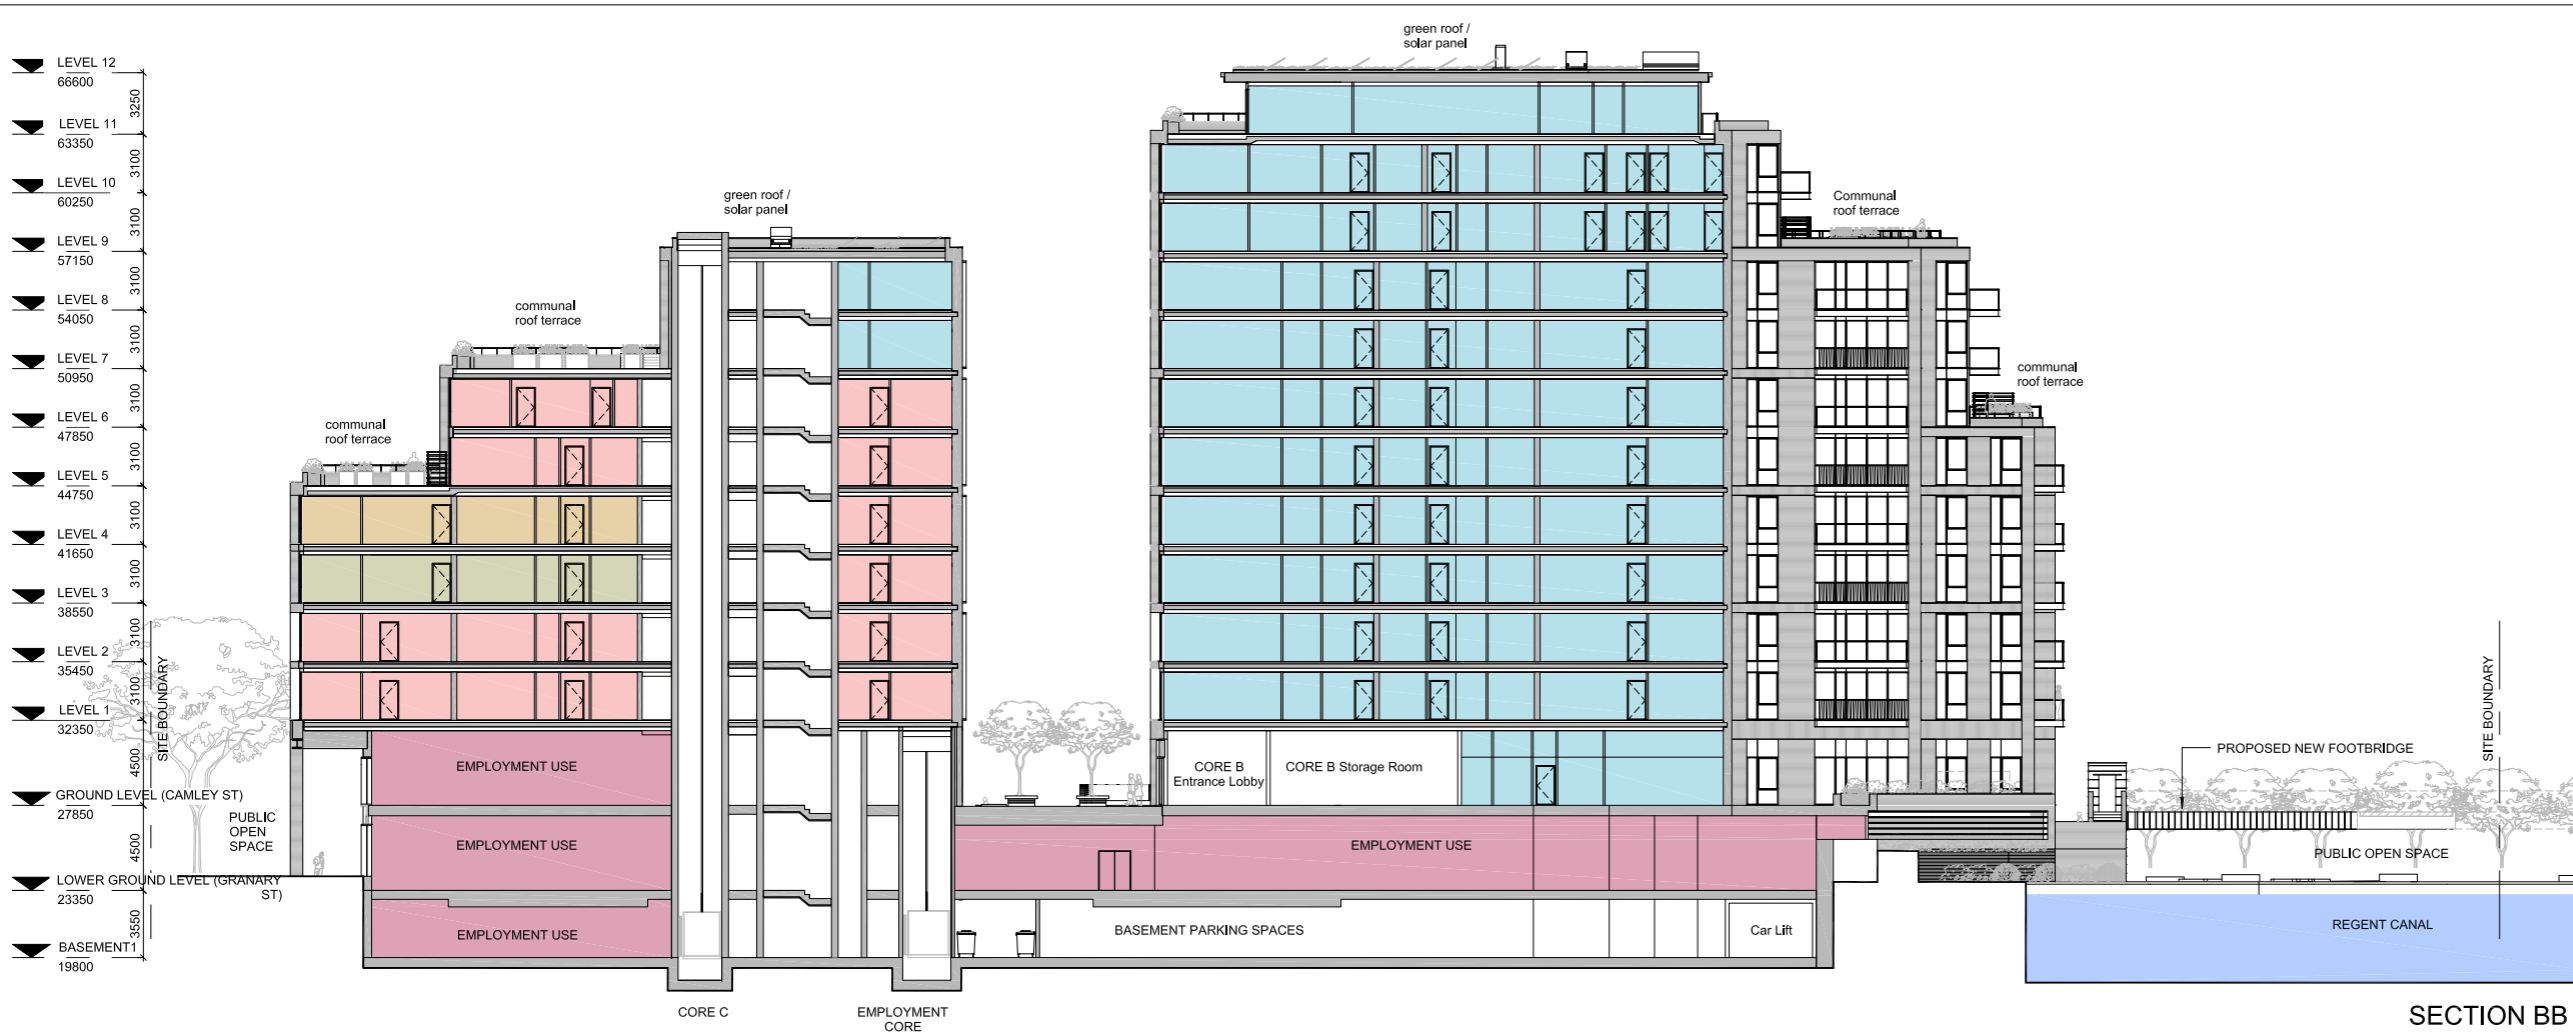 LEVEL 12
66600
3250
LEVEL 11
63350
3100
LEVEL 10
60250
3100
LEVEL 9
57150
3100
LEVEL 8
54050
3100
LEVEL 7
50950
3100
LEVEL 6
47850
3100
LEVEL 5
44750
3100
LEVEL 4
41650
3100
LEVEL 3
38550
3100
LEVEL 2
35450
3100
LEVEL 1
32350
4500
GROUND LEVEL (CAMLEY ST)
27850
4500
LOWER GROUND LEVEL (GRANARY
ST)
23350
3550
BASEMENT1
19800
SITE BOUNDARY
PUBLIC
OPEN
SPACE
communal
roof terrace
communal
roof terrace
green roof /
solar panel
green roof /
solar panel
Communal
roof terrace
communal
roof terrace
EMPLOYMENT USE
EMPLOYMENT USE
EMPLOYMENT USE
CORE B
Entrance Lobby
CORE B Storage Room
EMPLOYMENT USE
BASEMENT PARKING SPACES
Car Lift
PROPOSED NEW FOOTBRIDGE
SITE BOUNDARY
PUBLIC OPEN SPACE
REGENT CANAL
CORE C
EMPLOYMENT
CORE
SECTION BB